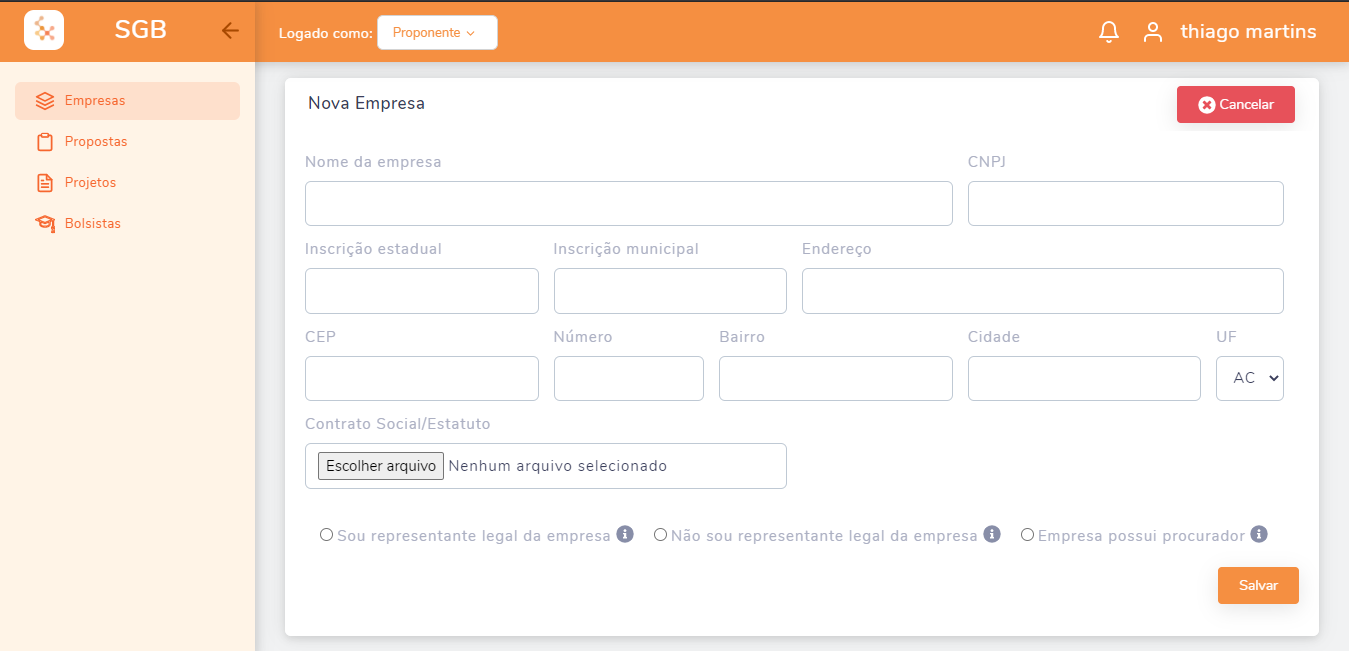 SGB
Logado como: Proponente
thiago martins
Empresas
Propostas
Projetos
Bolsistas
Nova Empresa
Cancelar
Nome da empresa CNPJ
Inscrição estadual Inscrição municipal Endereço
CEP Número Bairro Cidade UF
AC
Contrato Social/Estatuto
Escolher arquivo Nenhum arquivo selecionado
Sou representante legal da empresa Não sou representante legal da empresa Empresa possui procurador
Salvar